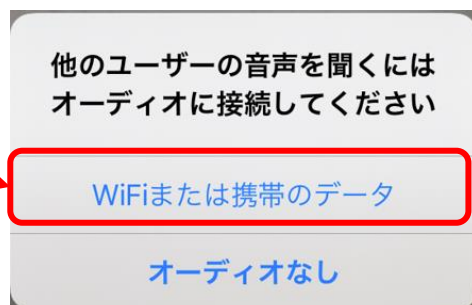 他のユーザーの音声を聞くには
オーディオに接続してください
WiFiまたは携帯のデータ
オーディオなし